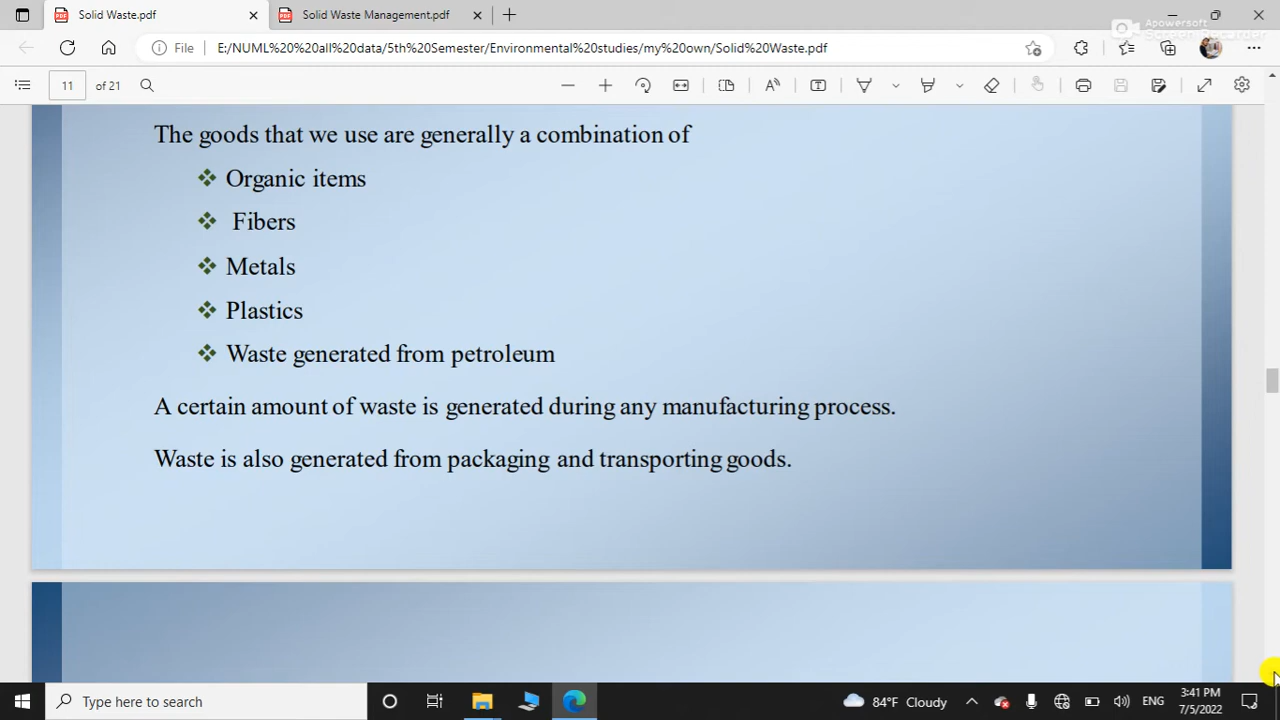 Solid Waste.pdf
Solid Waste Management.pdf
Apowersoft
Screen Recorder
File
E:/NUML%20%20all%20data/5th%20Semester/Environmental%20studies/my%20own/Solid%20Waste.pdf
11 of 21
The goods that we use are generally a combination of
❖ Organic items
❖ Fibers
❖ Metals
❖ Plastics
❖ Waste generated from petroleum
A certain amount of waste is generated during any manufacturing process.
Waste is also generated from packaging and transporting goods.
Type here to search
84°F Cloudy
ENG
3:41 PM
7/5/2022